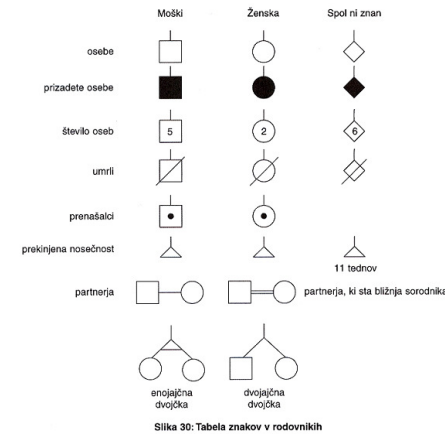 Moški Ženska Spol ni znan
osebe
prizadete osebe
število oseb 5 2 6
umrli
prenašalci
prekinjena nosečnost
11 tednov
partnerja partnerja, ki sta bližnja sorodnika
enojajčna dvojajčna
dvojčka dvojčka
Slika 30: Tabela znakov v rodovnikih